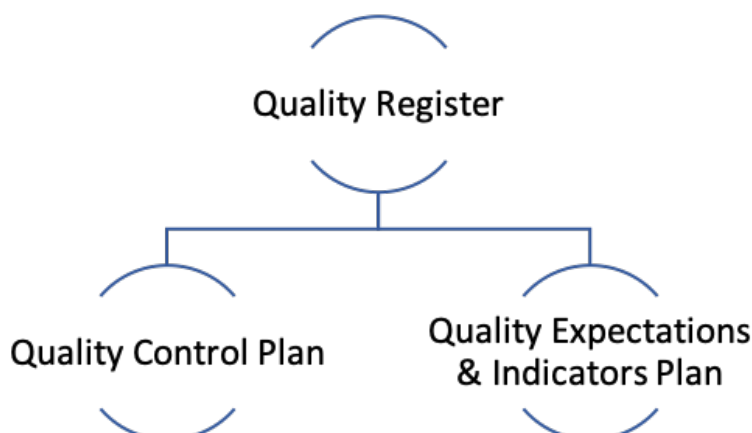 Quality Register
Quality Control Plan
Quality Expectations
& Indicators Plan